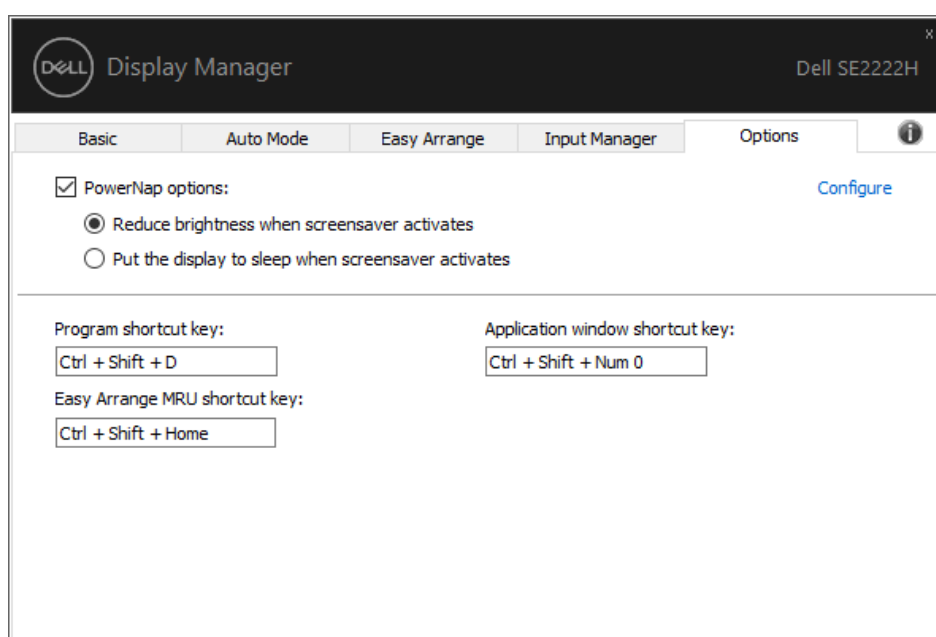 x
DELL Display Manager Dell SE2222H
Basic Auto Mode Easy Arrange Input Manager Options
PowerNap options: Configure
Reduce brightness when screensaver activates
Put the display to sleep when screensaver activates
Program shortcut key: Application window shortcut key:
Ctrl + Shift + D Ctrl + Shift + Num 0
Easy Arrange MRU shortcut key:
Ctrl + Shift + Home